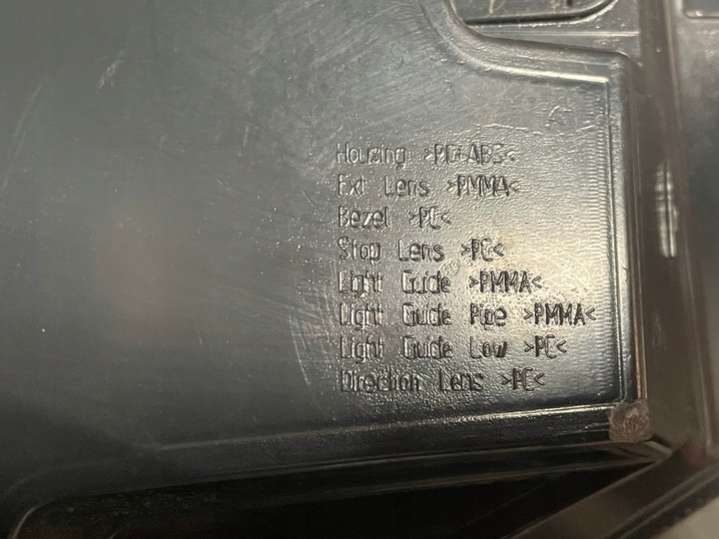 Housing >PC+ABS<
Ext Lens >PMMA<
Bezel >PC<
Stop Lens >PC<
Light Guide >PMMA<
Light Guide Pipe >PMMA<
Light Guide Low >PC<
Direction Lens >PC<